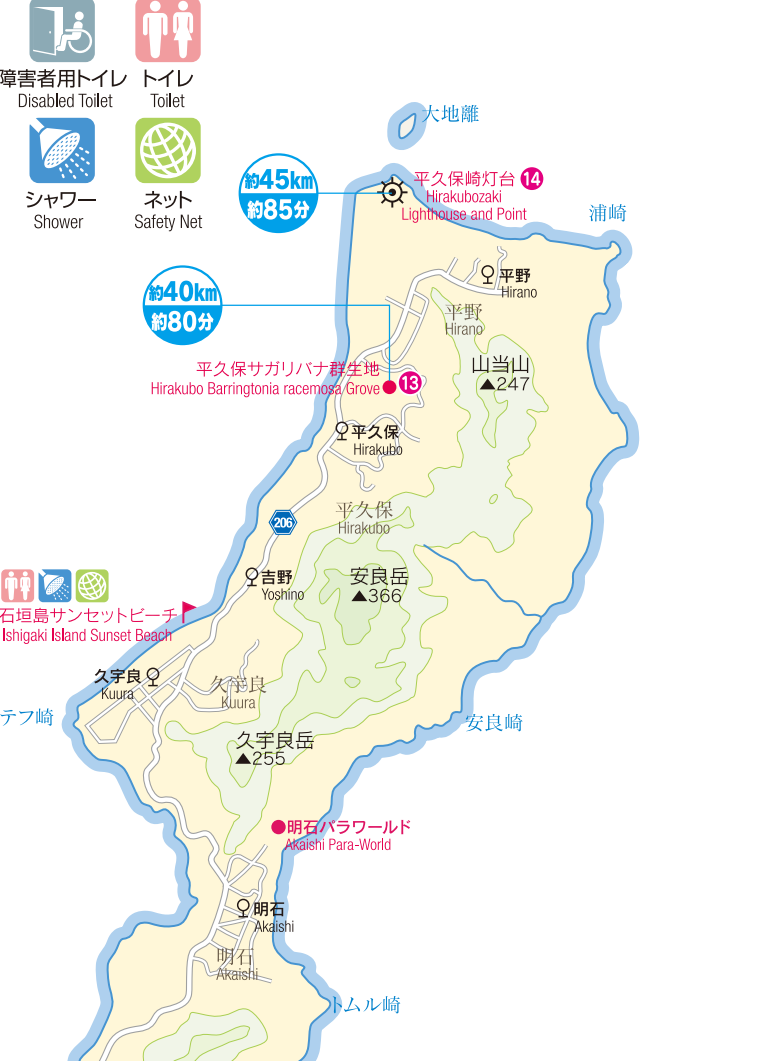 障害者用トイレ
Disabled Toilet
トイレ
Toilet
シャワー
Shower
ネット
Safety Net
大地離
約45km
約85分
平久保崎灯台 14
Hirakubozaki
Lighthouse and Point
浦崎
平野
Hirano
約40km
約80分
平野
Hirano
山当山
▲247
平久保サガリバナ群生地
Hirakubo Barringtonia racemosa Grove
13
平久保
Hirakubo
平久保
Hirakubo
206
安良岳
▲366
吉野
Yoshino
石垣島サンセットビーチ
Ishigaki Island Sunset Beach
久宇良
Kuura
久宇良
Kuura
テフ崎
安良崎
久宇良岳
▲255
明石パラワールド
Akaishi Para-World
明石
Akaishi
明石
Akaishi
トムル崎